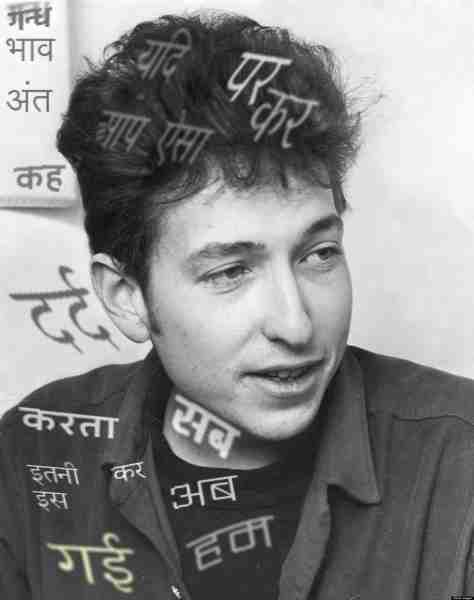 गन्ध
भाव
यदि पर
अंत
कर
आप ऐसा
कह
दर्द
करता सब
इतनी कर
इस
अब
गई हम